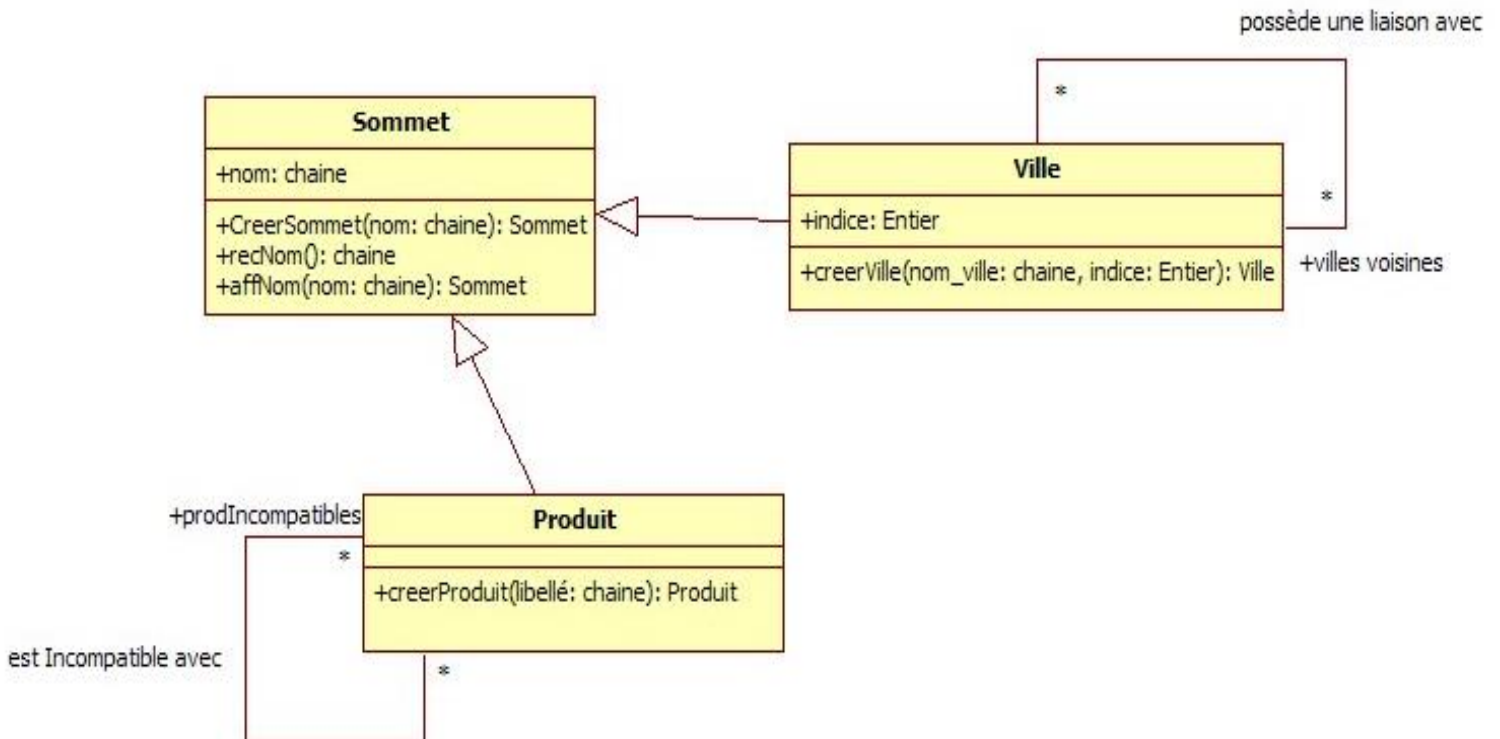 possède une liaison avec
*
Sommet
+nom: chaine
+CreerSommet(nom: chaine): Sommet
+recNom(): chaine
+affNom(nom: chaine): Sommet
Ville
+indice: Entier
+creerVille(nom_ville: chaine, indice: Entier): Ville
*
+villes voisines
+prodIncompatibles
*
Produit
+creerProduit(libellé: chaine): Produit
est Incompatible avec
*